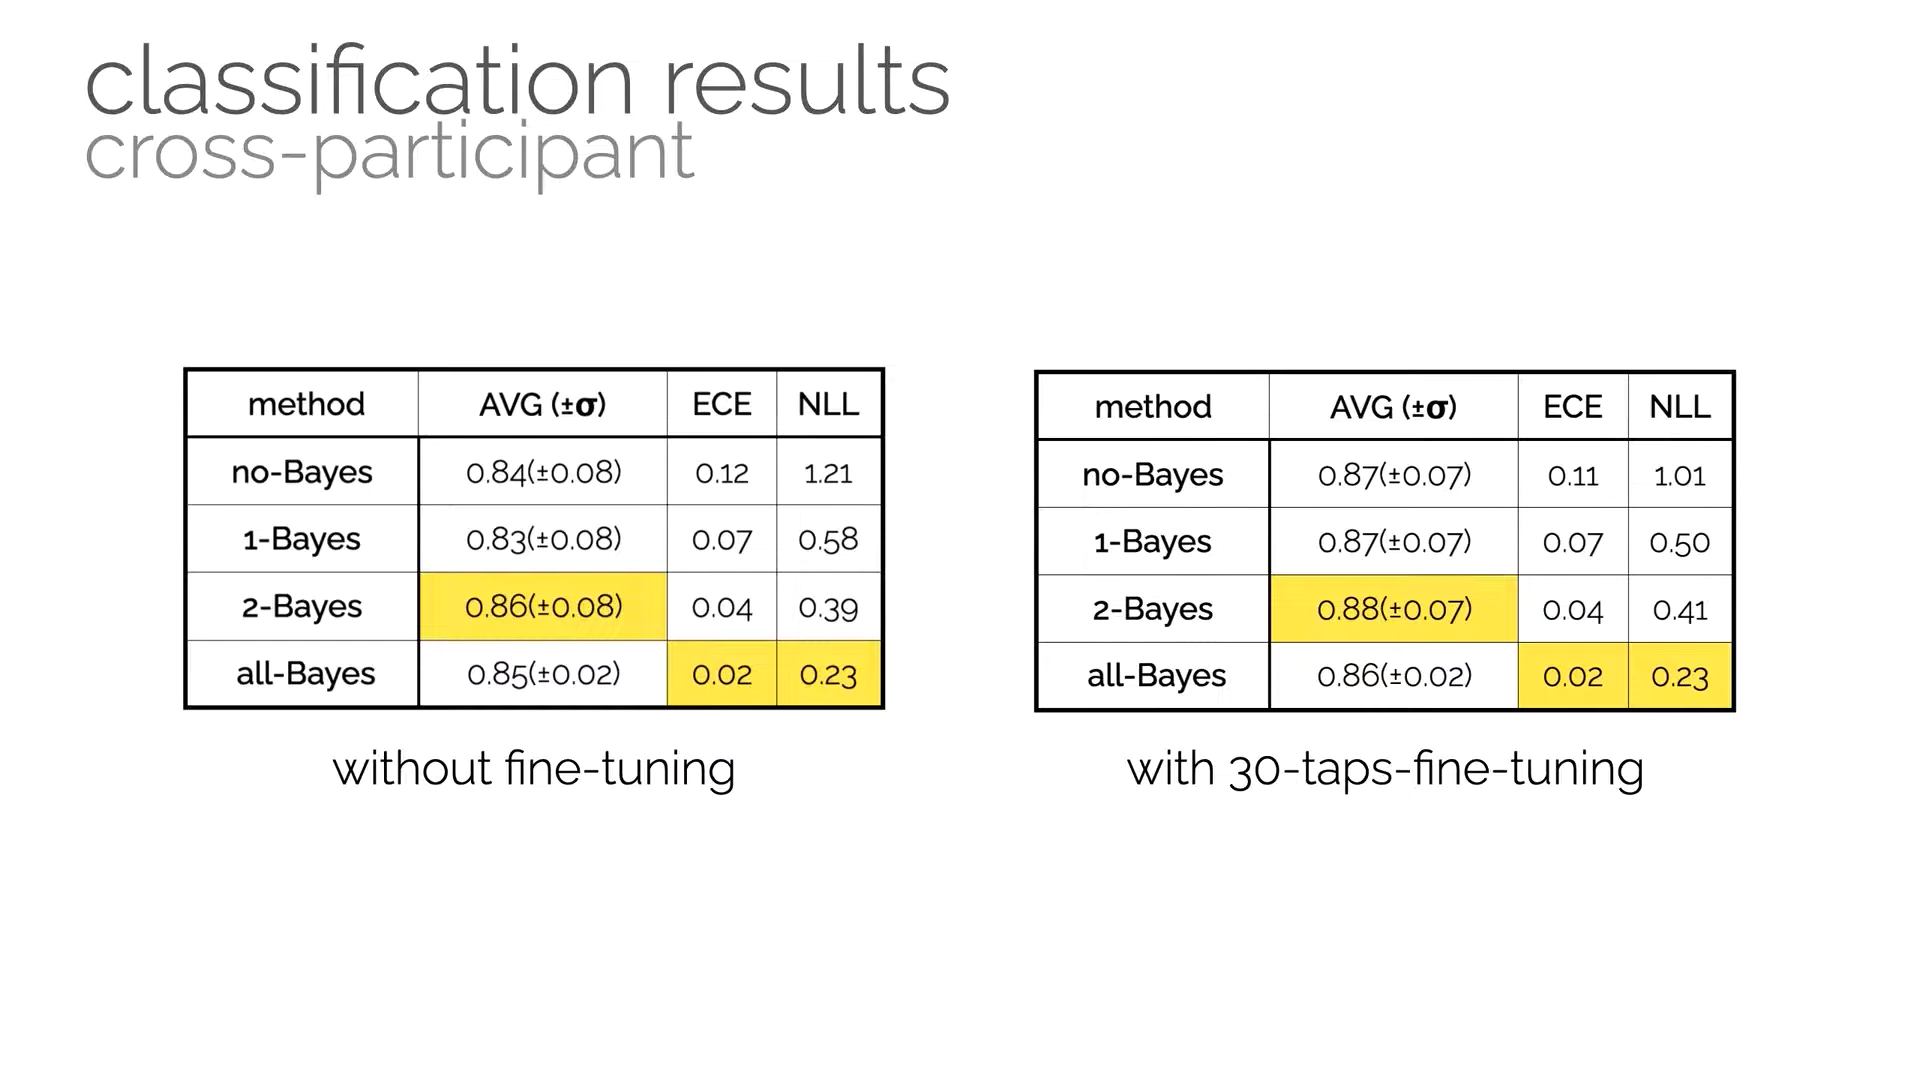 classification results
cross-participant
method AVG (±σ) ECE NLL
no-Bayes 0.84(±0.08) 0.12 1.21
1-Bayes 0.83(±0.08) 0.07 0.58
2-Bayes 0.86(±0.08) 0.04 0.39
all-Bayes 0.85(±0.02) 0.02 0.23
without fine-tuning
method AVG (±σ) ECE NLL
no-Bayes 0.87(±0.07) 0.11 1.01
1-Bayes 0.87(±0.07) 0.07 0.50
2-Bayes 0.88(±0.07) 0.04 0.41
all-Bayes 0.86(±0.02) 0.02 0.23
with 30-taps-fine-tuning